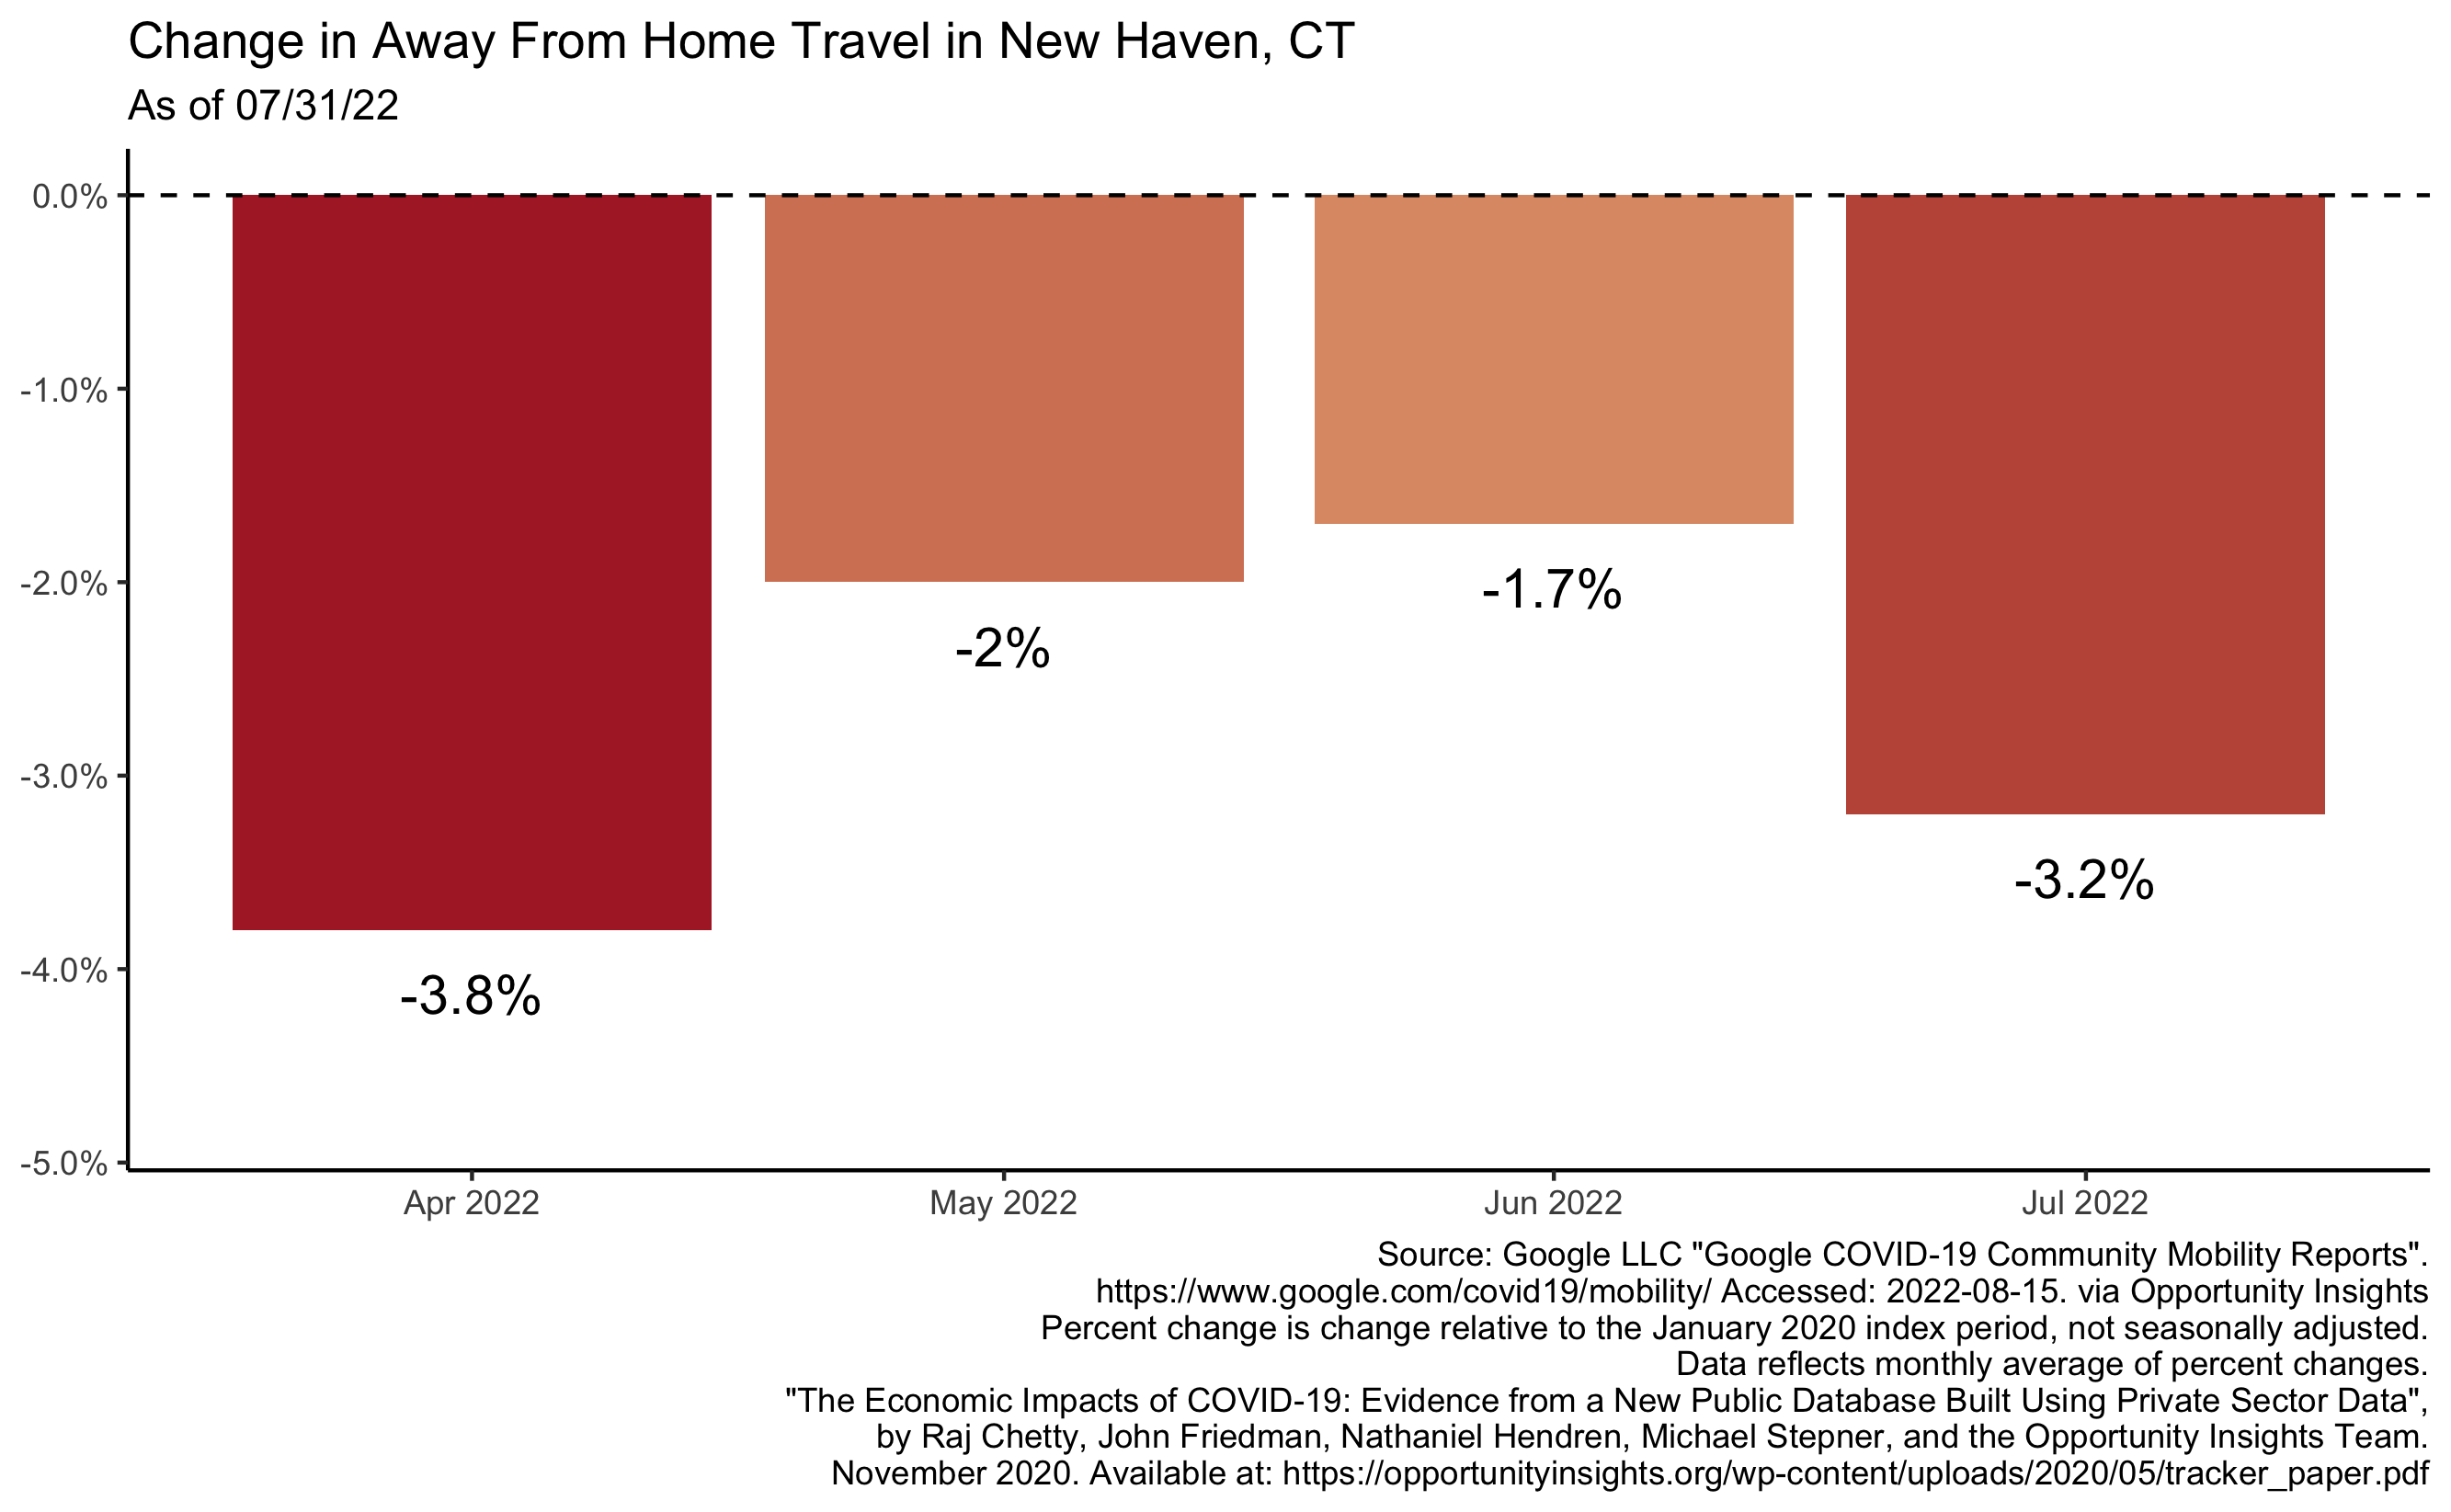 Change in Away From Home Travel in New Haven, CT
As of 07/31/22
0.0%
-1.0%
-2.0%
-3.0%
-4.0%
-5.0%
-3.8%
-2%
-1.7%
-3.2%
Apr 2022
May 2022
Jun 2022
Jul 2022
Source: Google LLC "Google COVID-19 Community Mobility Reports".
https://www.google.com/covid19/mobility/ Accessed: 2022-08-15. via Opportunity Insights
Percent change is change relative to the January 2020 index period, not seasonally adjusted.
Data reflects monthly average of percent changes.
"The Economic Impacts of COVID-19: Evidence from a New Public Database Built Using Private Sector Data",
by Raj Chetty, John Friedman, Nathaniel Hendren, Michael Stepner, and the Opportunity Insights Team.
November 2020. Available at: https://opportunityinsights.org/wp-content/uploads/2020/05/tracker_paper.pdf